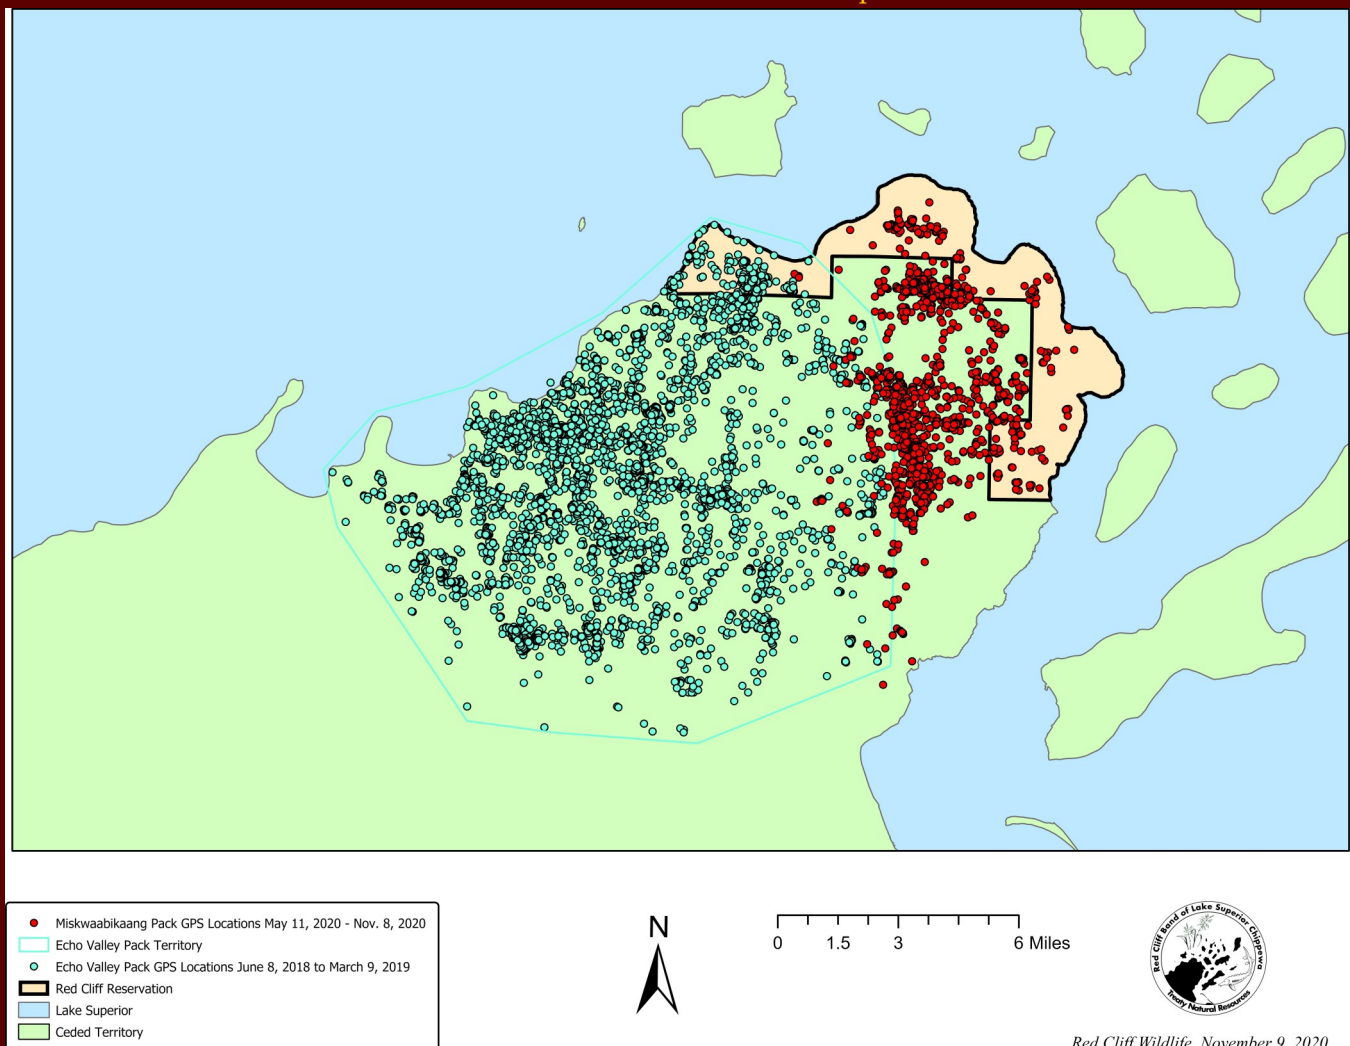 Miskwaabikaang Pack GPS Locations May 11, 2020 - Nov. 8, 2020
Echo Valley Pack Territory
Echo Valley Pack GPS Locations June 8, 2018 to March 9, 2019
Red Cliff Reservation
Lake Superior
Ceded Territory
N
0 1.5 3 6 Miles
Red Cliff Band of Lake Superior Chippewa
Treaty Natural Resources
Red Cliff Wildlife, November 9, 2020